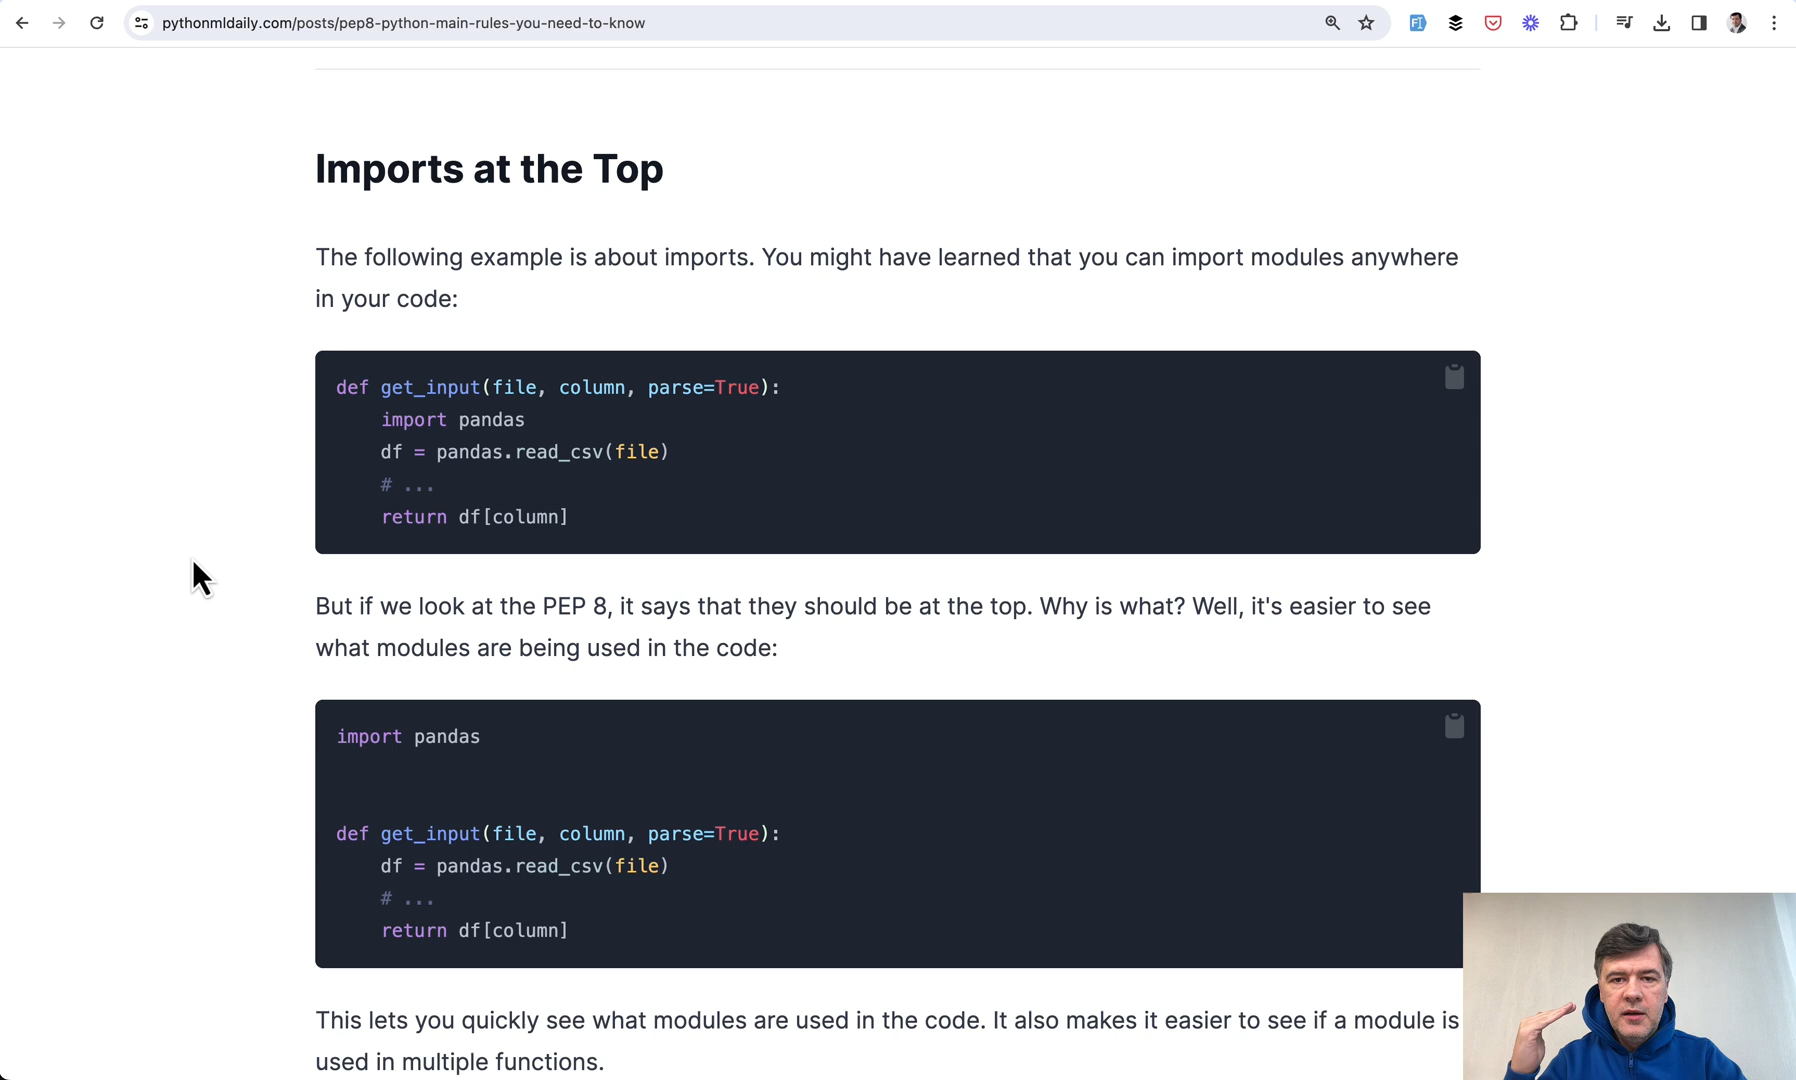 pythonmldaily.com/posts/pep8-python-main-rules-you-need-to-know
Imports at the Top
The following example is about imports. You might have learned that you can import modules anywhere
in your code:
def get_input(file, column, parse=True):
    import pandas
    df = pandas.read_csv(file)
    # ...
    return df[column]
But if we look at the PEP 8, it says that they should be at the top. Why is what? Well, it's easier to see
what modules are being used in the code:
import pandas
def get_input(file, column, parse=True):
    df = pandas.read_csv(file)
    # ...
    return df[column]
This lets you quickly see what modules are used in the code. It also makes it easier to see if a module is
used in multiple functions.